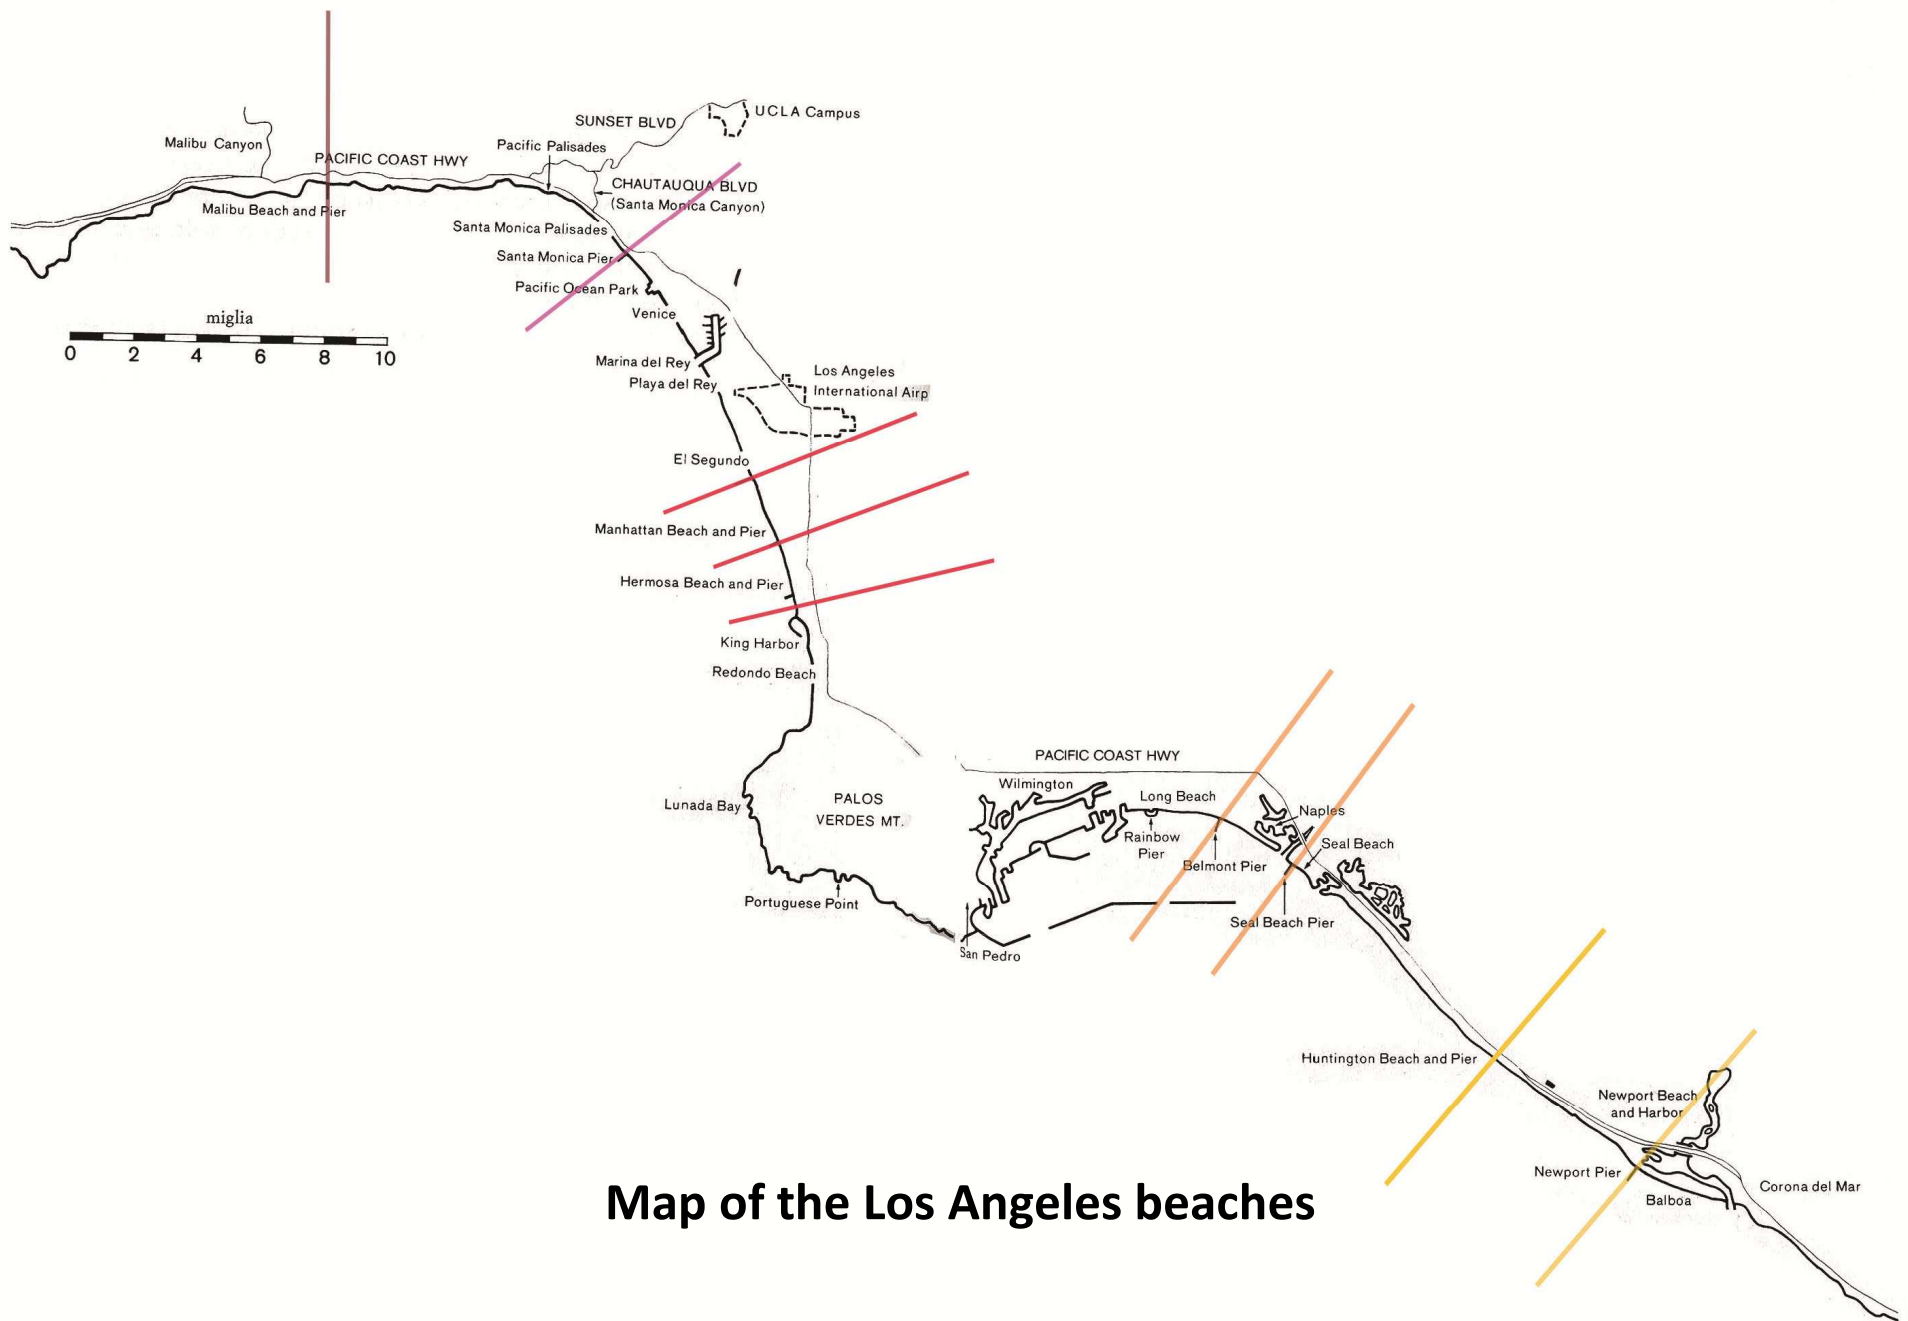 UCLA Campus
SUNSET BLVD
Malibu Canyon
Pacific Palisades
PACIFIC COAST HWY
CHAUTAUQUA BLVD
(Santa Monica Canyon)
Malibu Beach and Pier
Santa Monica Palisades
Santa Monica Pier
Pacific Ocean Park
Venice
miglia
0 2 4 6 8 10
Marina del Rey
Playa del Rey
Los Angeles
International Airp
El Segundo
Manhattan Beach and Pier
Hermosa Beach and Pier
King Harbor
Redondo Beach
PACIFIC COAST HWY
Wilmington
Long Beach
Lunada Bay
PALOS
VERDES MT.
Naples
Rainbow
Pier
Seal Beach
Belmont Pier
Portuguese Point
Seal Beach Pier
San Pedro
Huntington Beach and Pier
Newport Beach
and Harbor
Newport Pier
Balboa
Corona del Mar
Map of the Los Angeles beaches